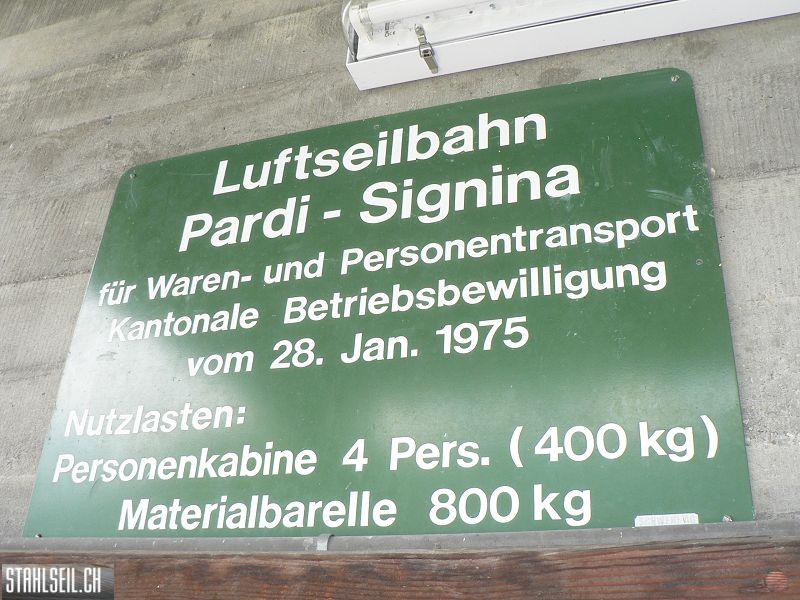 Luftseilbahn
Pardi - Signina
für Waren- und Personentransport
Kantonale Betriebsbewilligung
vom 28. Jan. 1975
Nutzlasten:
Personenkabine 4 Pers. (400 kg)
Materialbarelle 800 kg
STAHLSEIL.CH